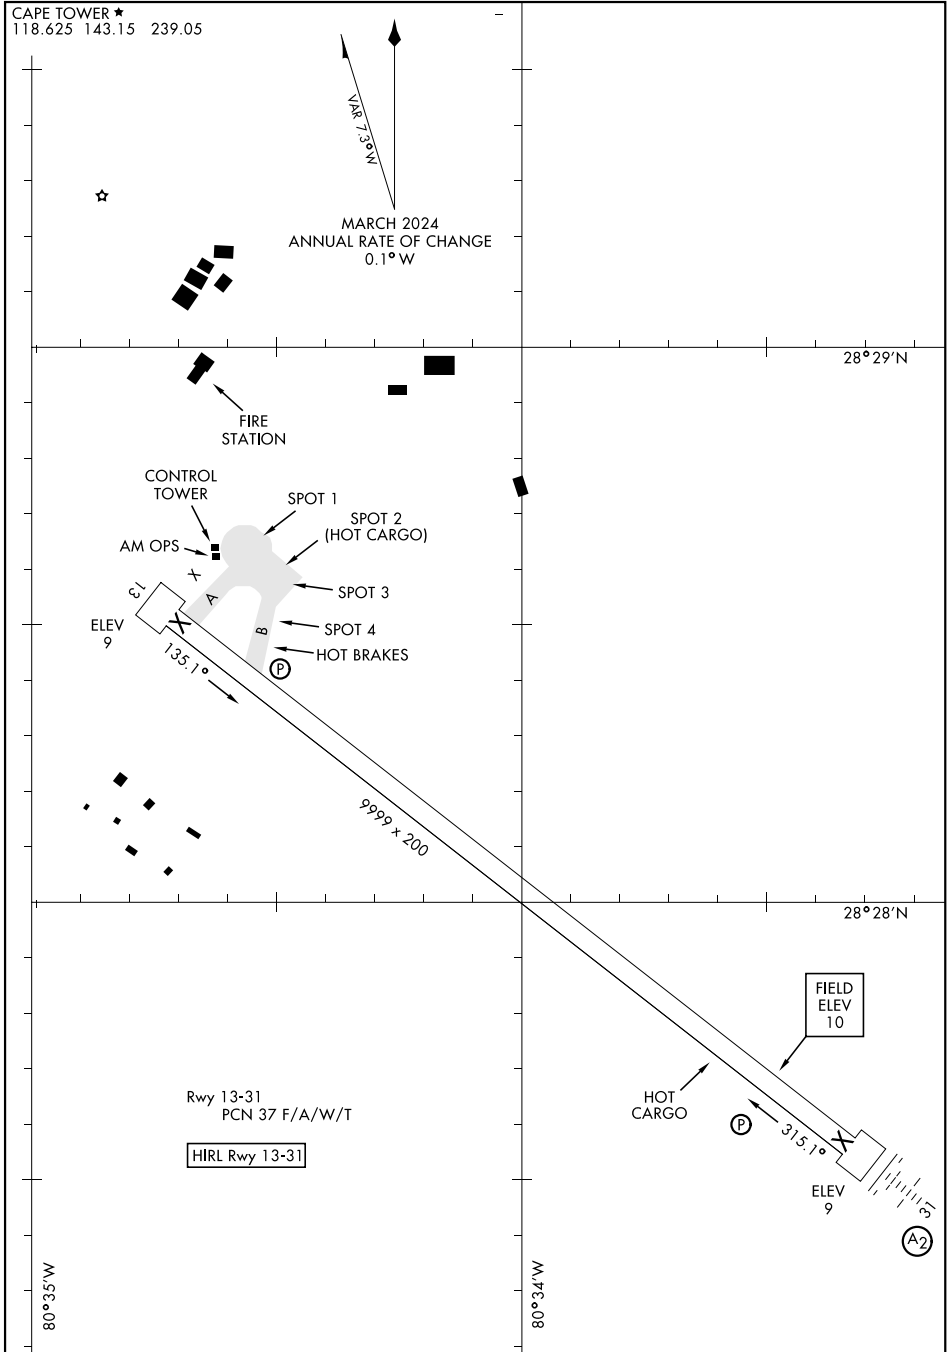 CAPE TOWER ★
118.625 143.15 239.05
VAR 7.3° W
MARCH 2024
ANNUAL RATE OF CHANGE
0.1° W
28°29'N
FIRE
STATION
CONTROL
TOWER
SPOT 1
SPOT 2
(HOT CARGO)
AM OPS
X
A
SPOT 3
13
ELEV
9
B
SPOT 4
HOT BRAKES
P
135.1°
9999 x 200
28°28'N
FIELD
ELEV
10
HOT
CARGO
P
315.1°
Rwy 13-31
PCN 37 F/A/W/T
HIRL Rwy 13-31
ELEV
9
31
A2
80°35'W
80°34'W